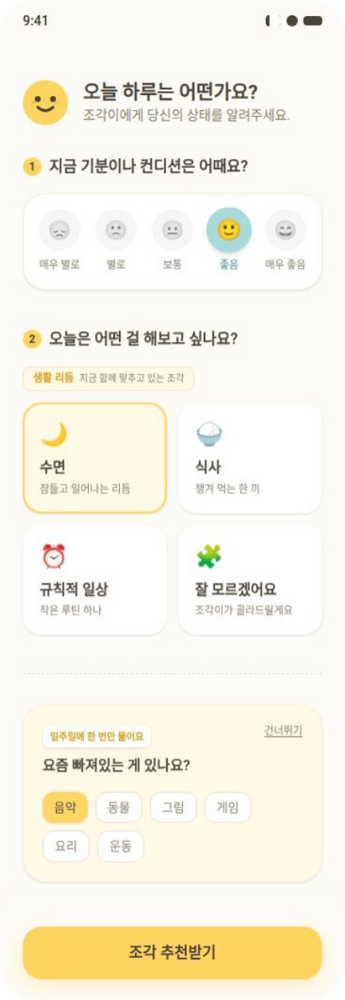 9:41
오늘 하루는 어떤가요?
조각이에게 당신의 상태를 알려주세요.
1 지금 기분이나 컨디션은 어때요?
매우 별로 별로 보통 좋음 매우 좋음
2 오늘은 어떤 걸 해보고 싶나요?
생활 리듬 지금 함께 맞추고 있는 조각
수면
잠들고 일어나는 리듬
식사
챙겨 먹는 한 끼
규칙적 일상
작은 루틴 하나
잘 모르겠어요
조각이가 골라드릴게요
일주일에 한 번만 물어요
건너뛰기
요즘 빠져있는 게 있나요?
음악 동물 그림 게임
요리 운동
조각 추천받기